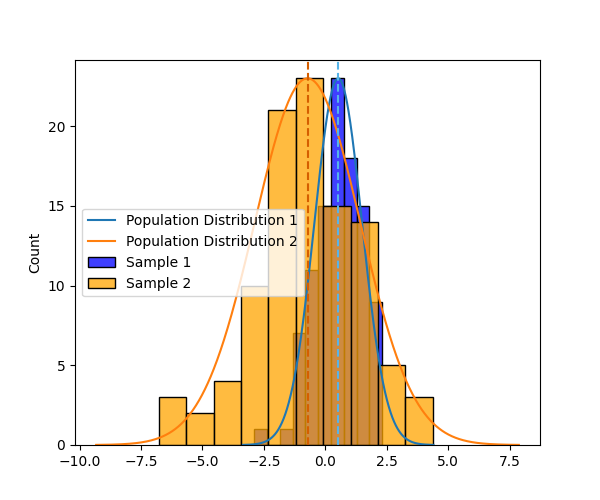 20
15
10
5
0
Count
Population Distribution 1
Population Distribution 2
Sample 1
Sample 2
−10.0 −7.5 −5.0 −2.5 0.0 2.5 5.0 7.5